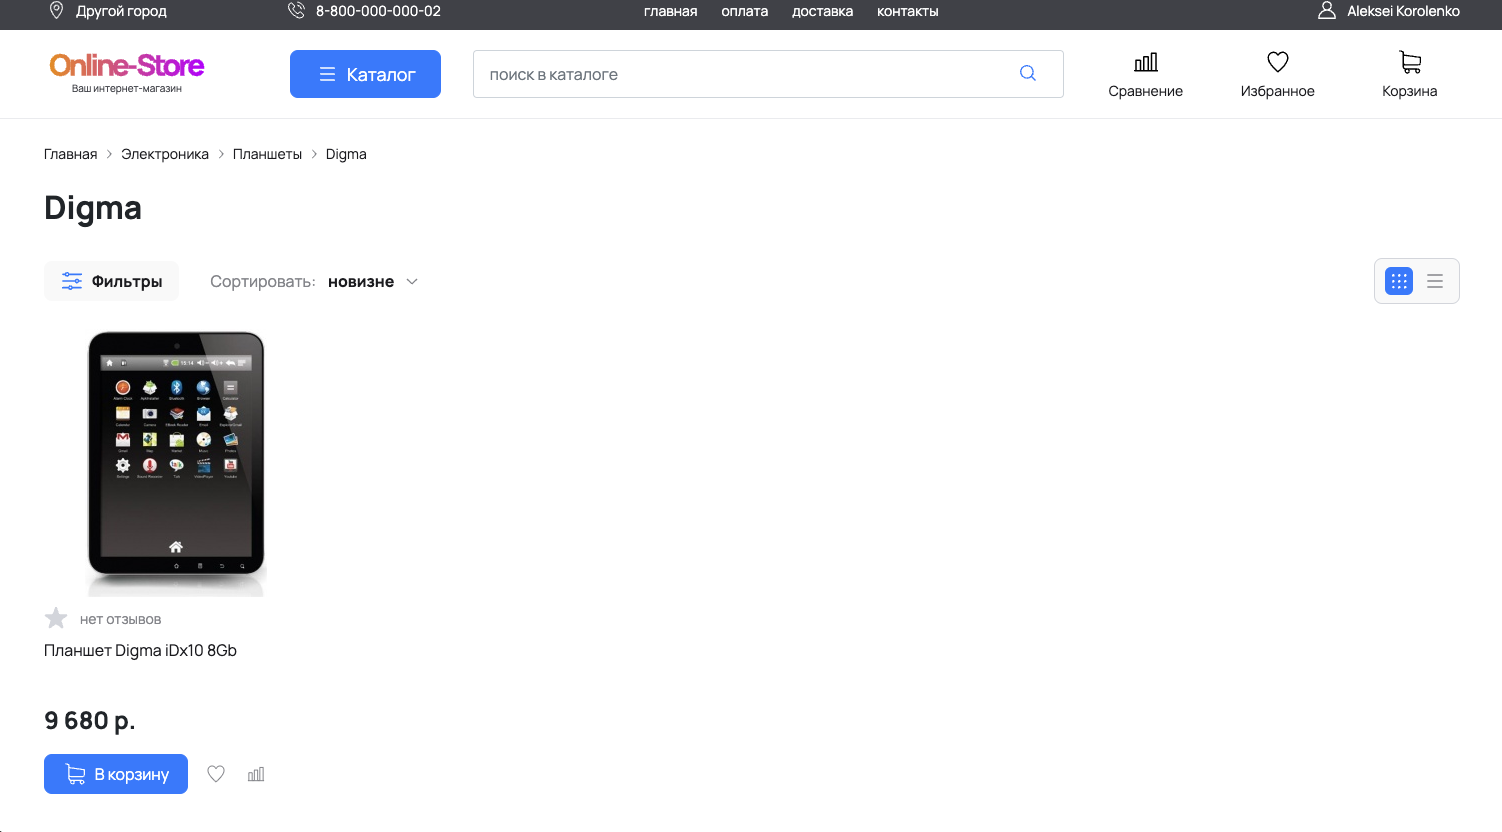 Другой город
8-800-000-000-02
главная оплата доставка контакты
Aleksei Korolenko
Online-Store
Ваш интернет-магазин
Каталог
поиск в каталоге
Сравнение
Избранное
Корзина
Главная > Электроника > Планшеты > Digma
Digma
Фильтры
Сортировать: новизне
15:14
нет отзывов
Планшет Digma iDx10 8Gb
9 680 р.
В корзину